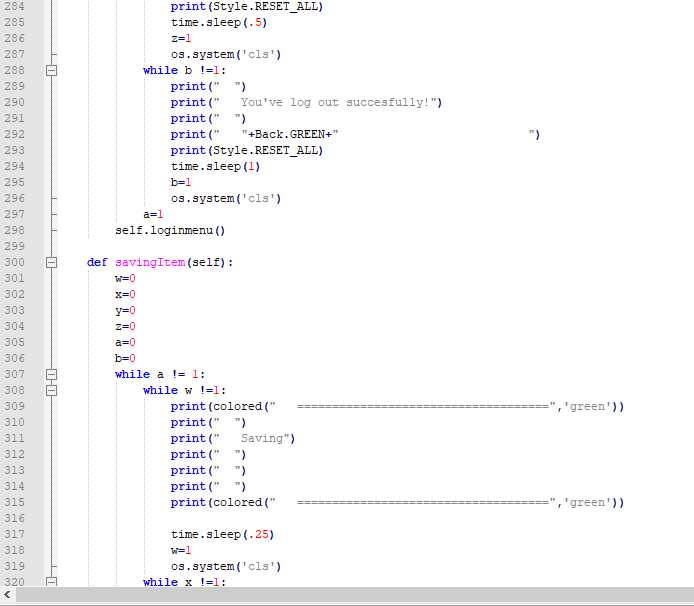 284                 print(Style.RESET_ALL)
285                 time.sleep(.5)
286                 z=1
287                 os.system('cls')
288             while b !=1:
289                 print("  ")
290                 print("   You've log out succesfully!")
291                 print("  ")
292                 print("   "+Back.GREEN+"                           ")
293                 print(Style.RESET_ALL)
294                 time.sleep(1)
295                 b=1
296                 os.system('cls')
297             a=1
298         self.loginmenu()
299
300     def savingItem(self):
301         w=0
302         x=0
303         y=0
304         z=0
305         a=0
306         b=0
307         while a != 1:
308             while w !=1:
309                 print(colored("   ====================================",'green'))
310                 print("  ")
311                 print("   Saving")
312                 print("  ")
313                 print("  ")
314                 print("  ")
315                 print(colored("   ====================================",'green'))
316
317                 time.sleep(.25)
318                 w=1
319                 os.system('cls')
320             while x !=1: